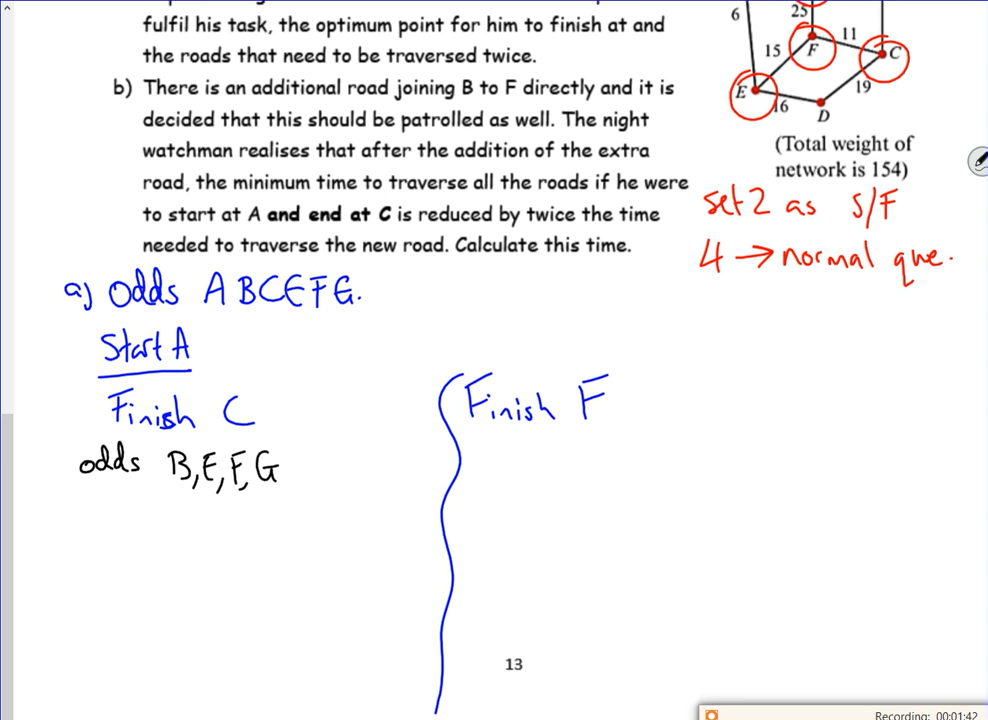 fulfil his task, the optimum point for him to finish at and
the roads that need to be traversed twice.
b) There is an additional road joining B to F directly and it is
decided that this should be patrolled as well. The night
watchman realises that after the addition of the extra
road, the minimum time to traverse all the roads if he were
to start at A and end at C is reduced by twice the time
needed to traverse the new road. Calculate this time.
6
25
F
11
C
15
E
19
16
D
(Total weight of
network is 154)
set 2 as S/F
4 → normal que.
a) Odds A B C E F G.
Start A
Finish C
Finish F
odds B, E, F, G
13
Recording: 00:01:42